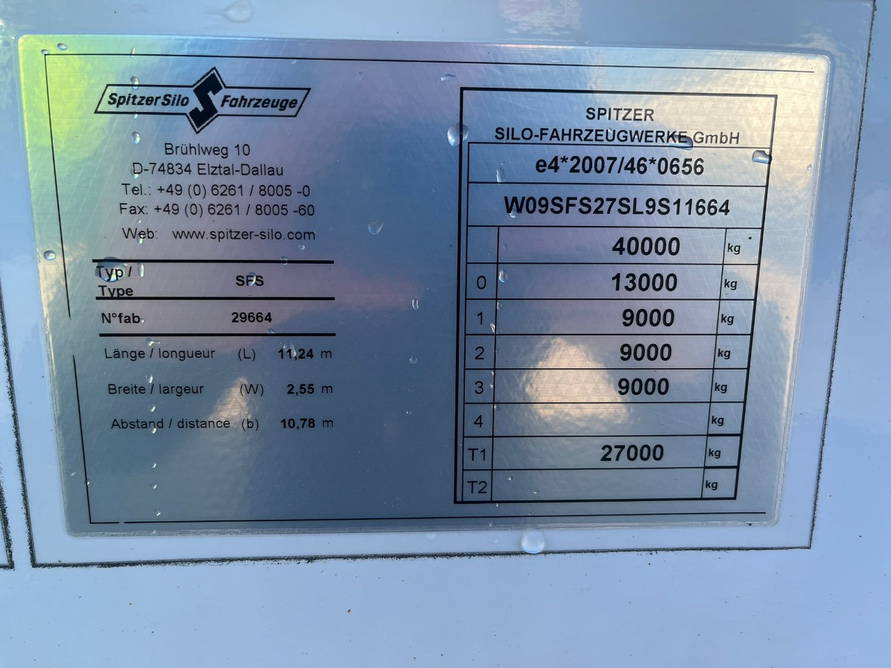 SpitzerSilo S Fahrzeuge
Brühlweg 10
D-74834 Elztal-Dallau
Tel.: +49 (0) 6261 / 8005 -0
Fax: +49 (0) 6261 / 8005 -60
Web: www.spitzer-silo.com
Typ /
Type SFS
N°fab. 29664
Länge / longueur (L) 11,24 m
Breite / largeur (W) 2,55 m
Abstand / distance (b) 10,78 m
SPITZER
SILO-FAHRZEUGWERKE GmbH
e4*2007/46*0656
W09SFS27SL9S11664
40000 kg
0 13000 kg
1 9000 kg
2 9000 kg
3 9000 kg
4 kg
T1 27000 kg
T2 kg